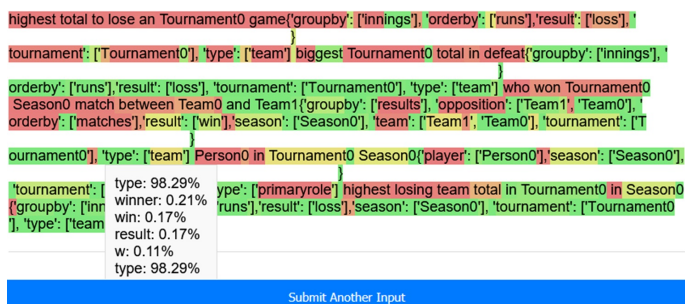 highest total to lose an Tournament0 game{'groupby': ['innings'], 'orderby': ['runs'],'result': ['loss'], '
}
tournament': ['Tournament0'], 'type': ['team'] biggest Tournament0 total in defeat{'groupby': ['innings'], '
}
orderby': ['runs'],'result': ['loss'], 'tournament': ['Tournament0'], 'type': ['team'] who won Tournament0
Season0 match between Team0 and Team1{'groupby': ['results'], 'opposition': ['Team1', 'Team0'], '
orderby': ['matches'],'result': ['win'],'season': ['Season0'], 'team': ['Team1', 'Team0'], 'tournament': ['T
}
ournament0'], 'type': ['team'] Person0 in Tournament0 Season0{'player': ['Person0'],'season': ['Season0'],
}
'tournament': [ ype': ['primaryrole'] highest losing team total in Tournament0 in Season0
{'groupby': ['inn 'runs'],'result': ['loss'],'season': ['Season0'], 'tournament': ['Tournament0
'], 'type': ['team
type: 98.29%
winner: 0.21%
win: 0.17%
result: 0.17%
w: 0.11%
type: 98.29%
Submit Another Input